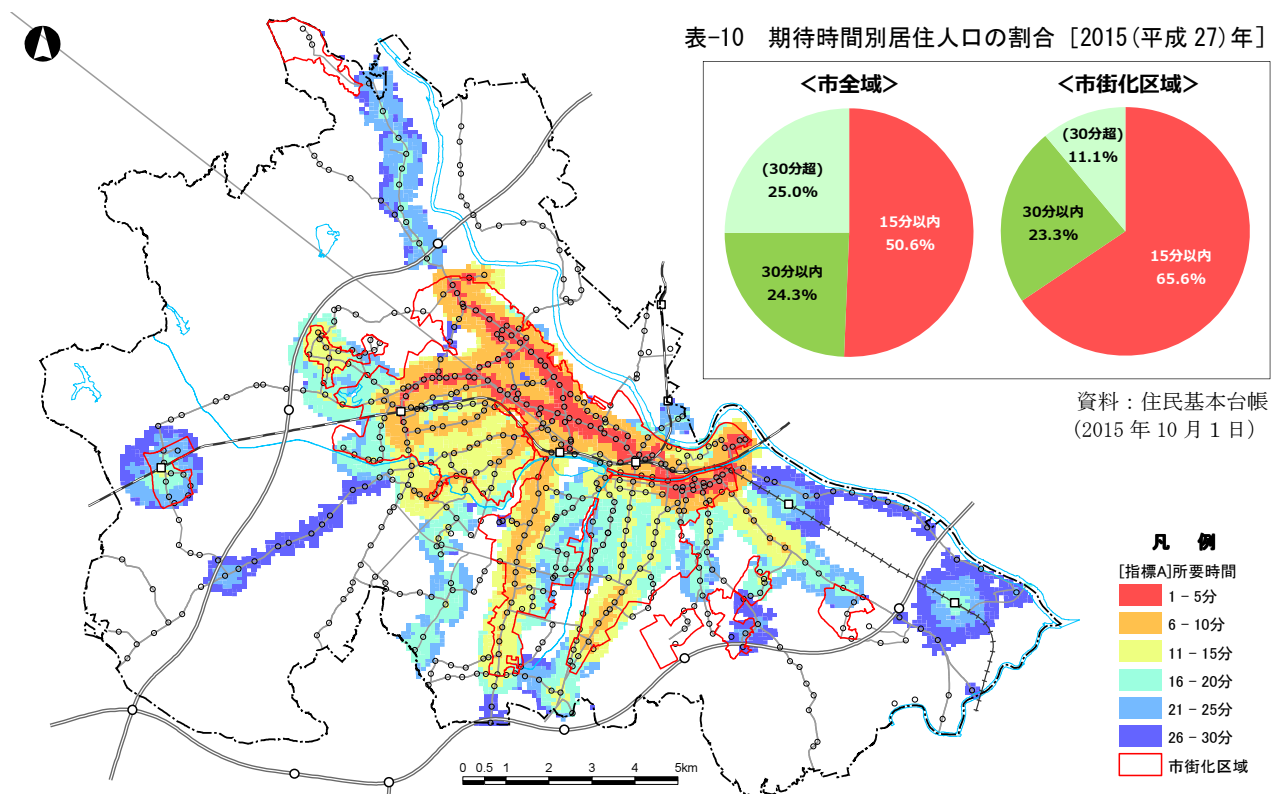 表-10 期待時間別居住人口の割合 [2015(平成 27)年]
＜市全域＞
(30分超)
25.0%
15分以内
50.6%
30分以内
24.3%
＜市街化区域＞
(30分超)
11.1%
30分以内
23.3%
15分以内
65.6%
資料：住民基本台帳
(2015 年 10 月 1 日)
凡 例
[指標A]所要時間
1 - 5分
6 - 10分
11 - 15分
16 - 20分
21 - 25分
26 - 30分
市街化区域
0 0.5 1 2 3 4 5km